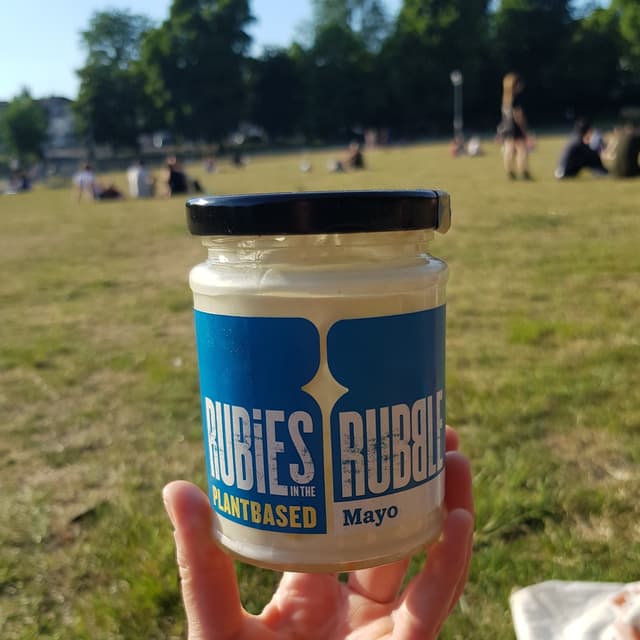 RUBiES
IN THE
RUBBLE
PLANTBASED
Mayo